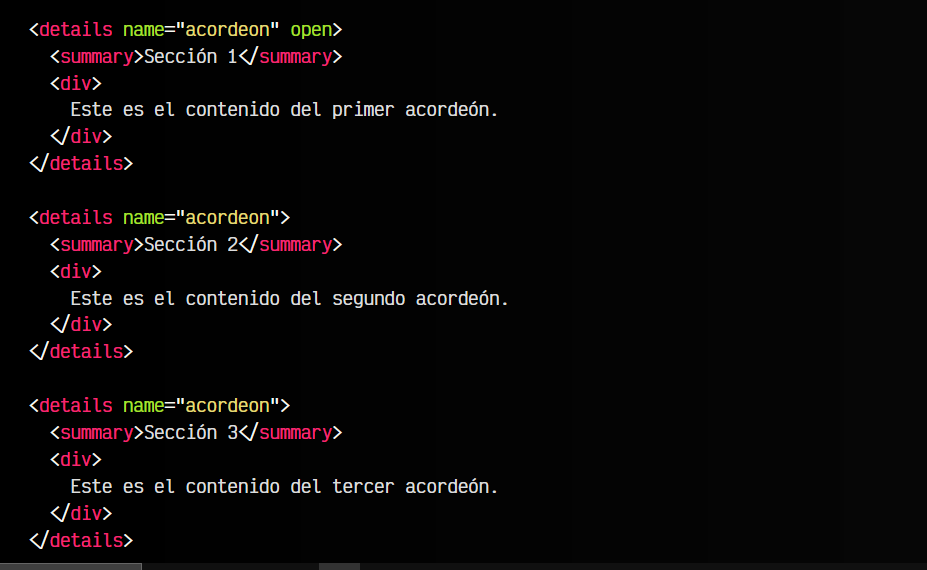 <details name="acordeon" open>
<summary>Sección 1</summary>
<div>
Este es el contenido del primer acordeón.
</div>
</details>
<details name="acordeon">
<summary>Sección 2</summary>
<div>
Este es el contenido del segundo acordeón.
</div>
</details>
<details name="acordeon">
<summary>Sección 3</summary>
<div>
Este es el contenido del tercer acordeón.
</div>
</details>